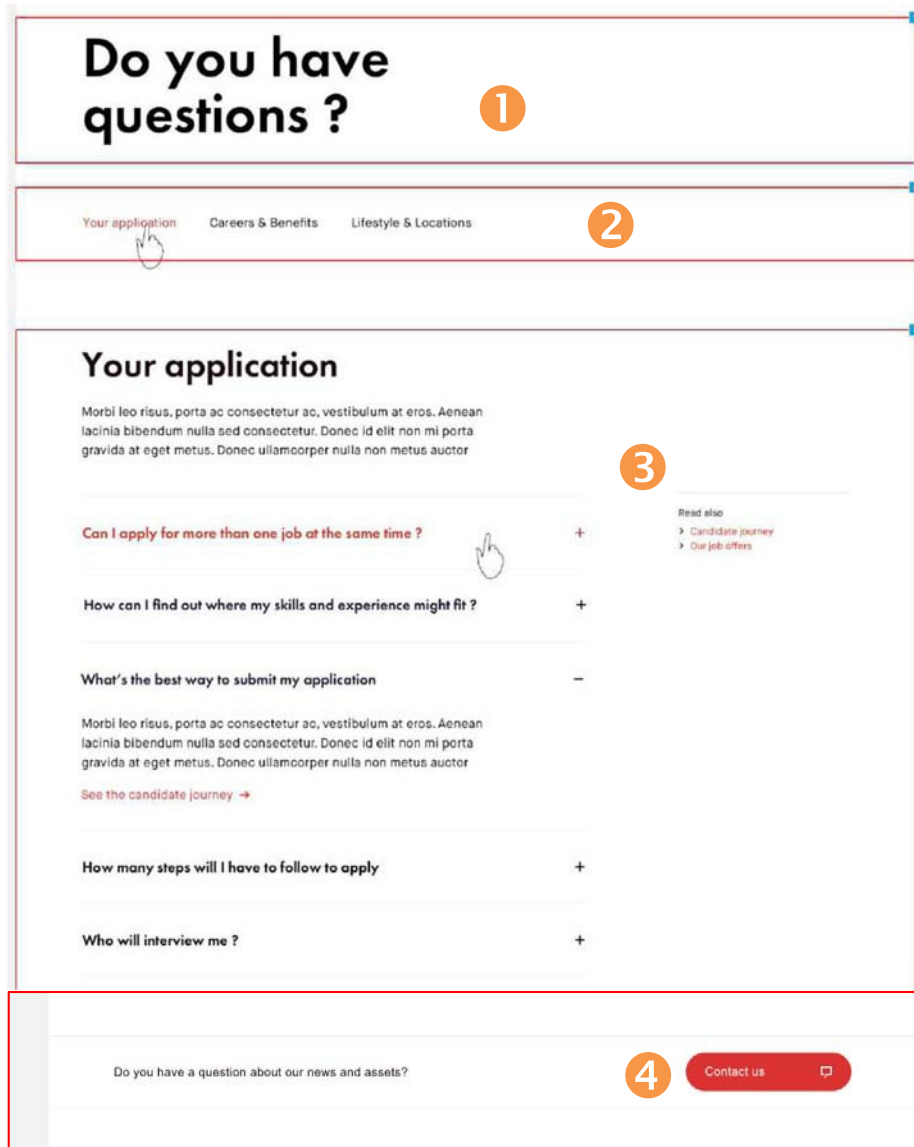 Do you have
questions ?
1
Your application Careers & Benefits Lifestyle & Locations
2
Your application
Morbi leo risus, porta ac consectetur ac, vestibulum at eros. Aenean
lacinia bibendum nulla sed consectetur. Donec id elit non mi porta
gravida at eget metus. Donec ullamcorper nulla non metus auctor
3
Can I apply for more than one job at the same time ? +
Read also
> Candidate journey
> Our job offers
How can I find out where my skills and experience might fit ? +
What's the best way to submit my application −
Morbi leo risus, porta ac consectetur ac, vestibulum at eros. Aenean
lacinia bibendum nulla sed consectetur. Donec id elit non mi porta
gravida at eget metus. Donec ullamcorper nulla non metus auctor
See the candidate journey →
How many steps will I have to follow to apply +
Who will interview me ? +
Do you have a question about our news and assets? 4 Contact us